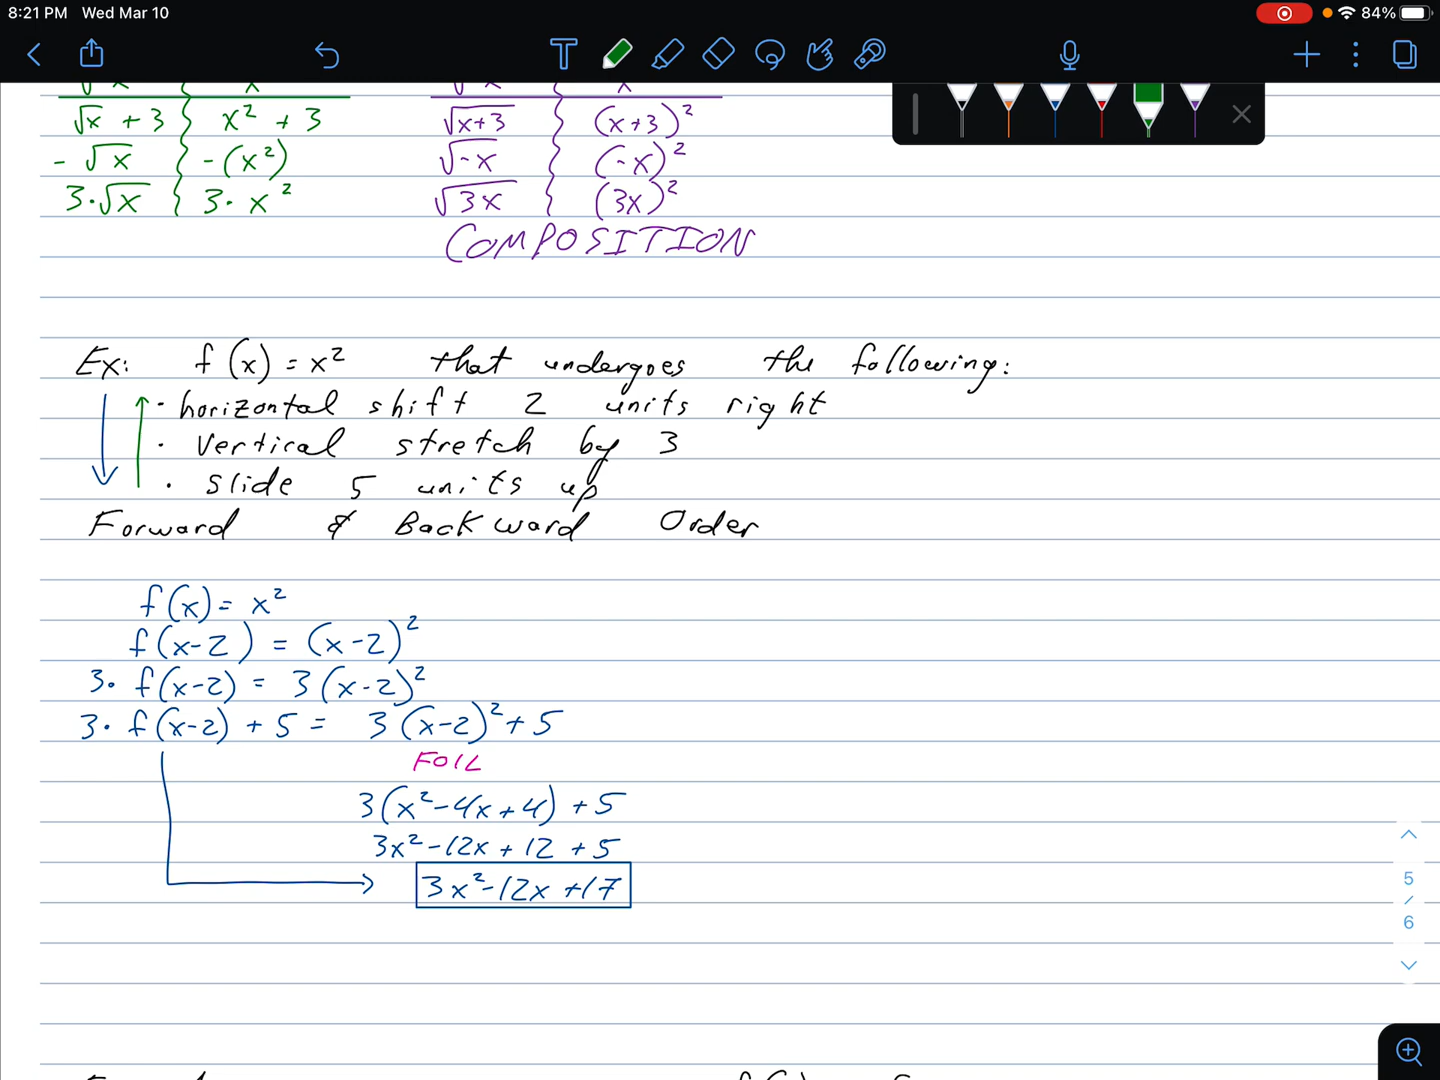 8:21 PM Wed Mar 10 84%
√x + 3 } x² + 3 √x+3 } (x+3)²
- √x } -(x²) √-x } (-x)²
3·√x } 3· x² √3x } (3x)²
COMPOSITION
Ex: f(x) = x² that undergoes the following:
· horizontal shift 2 units right
· vertical stretch by 3
· slide 5 units up
Forward & Backward Order
f(x) = x²
f(x-2) = (x-2)²
3· f(x-2) = 3(x-2)²
3· f(x-2) + 5 = 3(x-2)² + 5
FOIL
3(x²-4x+4) + 5
3x²-12x + 12 + 5
3x²-12x +17
5
/
6